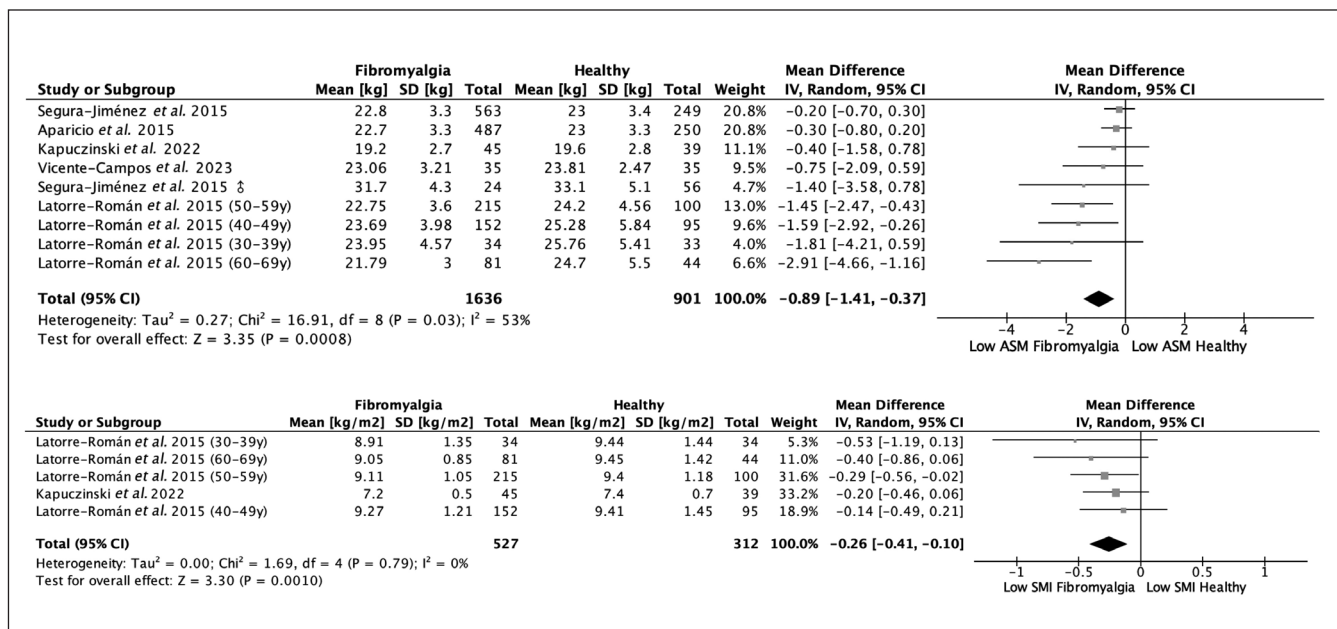 Fibromyalgia Healthy Mean Difference Mean Difference
Study or Subgroup Mean [kg] SD [kg] Total Mean [kg] SD [kg] Total Weight IV, Random, 95% CI IV, Random, 95% CI
Segura-Jiménez et al. 2015 22.8 3.3 563 23 3.4 249 20.8% -0.20 [-0.70, 0.30]
Aparicio et al. 2015 22.7 3.3 487 23 3.3 250 20.8% -0.30 [-0.80, 0.20]
Kapuczinski et al. 2022 19.2 2.7 45 19.6 2.8 39 11.1% -0.40 [-1.58, 0.78]
Vicente-Campos et al. 2023 23.06 3.21 35 23.81 2.47 35 9.5% -0.75 [-2.09, 0.59]
Segura-Jiménez et al. 2015 ♂ 31.7 4.3 24 33.1 5.1 56 4.7% -1.40 [-3.58, 0.78]
Latorre-Román et al. 2015 (50-59y) 22.75 3.6 215 24.2 4.56 100 13.0% -1.45 [-2.47, -0.43]
Latorre-Román et al. 2015 (40-49y) 23.69 3.98 152 25.28 5.84 95 9.6% -1.59 [-2.92, -0.26]
Latorre-Román et al. 2015 (30-39y) 23.95 4.57 34 25.76 5.41 33 4.0% -1.81 [-4.21, 0.59]
Latorre-Román et al. 2015 (60-69y) 21.79 3 81 24.7 5.5 44 6.6% -2.91 [-4.66, -1.16]
Total (95% CI) 1636 901 100.0% -0.89 [-1.41, -0.37]
Heterogeneity: Tau² = 0.27; Chi² = 16.91, df = 8 (P = 0.03); I² = 53%
Test for overall effect: Z = 3.35 (P = 0.0008)
-4 -2 0 2 4
Low ASM Fibromyalgia Low ASM Healthy
Fibromyalgia Healthy Mean Difference Mean Difference
Study or Subgroup Mean [kg/m2] SD [kg/m2] Total Mean [kg/m2] SD [kg/m2] Total Weight IV, Random, 95% CI IV, Random, 95% CI
Latorre-Román et al. 2015 (30-39y) 8.91 1.35 34 9.44 1.44 34 5.3% -0.53 [-1.19, 0.13]
Latorre-Román et al. 2015 (60-69y) 9.05 0.85 81 9.45 1.42 44 11.0% -0.40 [-0.86, 0.06]
Latorre-Román et al. 2015 (50-59y) 9.11 1.05 215 9.4 1.18 100 31.6% -0.29 [-0.56, -0.02]
Kapuczinski et al. 2022 7.2 0.5 45 7.4 0.7 39 33.2% -0.20 [-0.46, 0.06]
Latorre-Román et al. 2015 (40-49y) 9.27 1.21 152 9.41 1.45 95 18.9% -0.14 [-0.49, 0.21]
Total (95% CI) 527 312 100.0% -0.26 [-0.41, -0.10]
Heterogeneity: Tau² = 0.00; Chi² = 1.69, df = 4 (P = 0.79); I² = 0%
Test for overall effect: Z = 3.30 (P = 0.0010)
-1 -0.5 0 0.5 1
Low SMI Fibromyalgia Low SMI Healthy